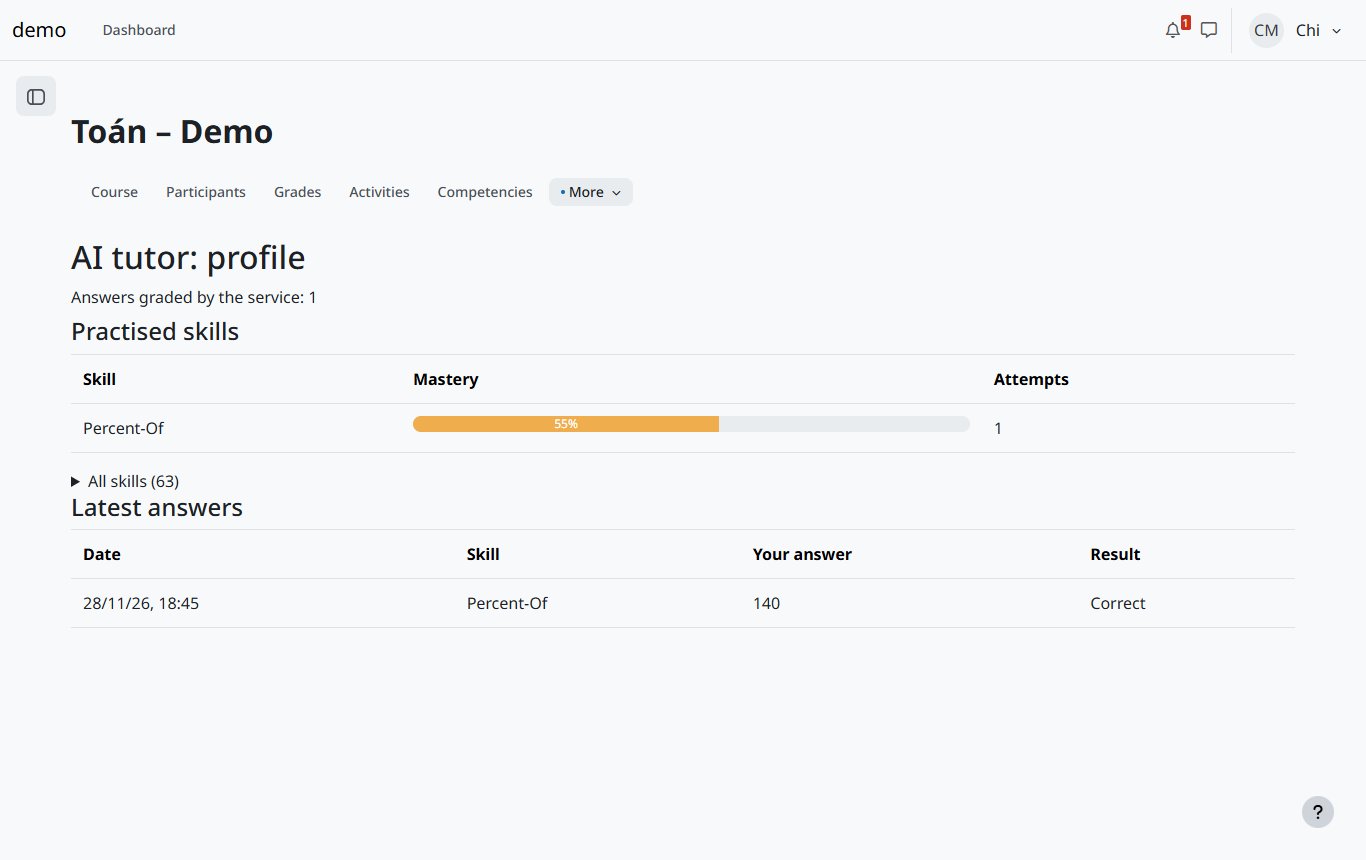 demo Dashboard 1 CM Chi
Toán – Demo
Course Participants Grades Activities Competencies More
AI tutor: profile
Answers graded by the service: 1
Practised skills
Skill Mastery Attempts
Percent-Of 55% 1
All skills (63)
Latest answers
Date Skill Your answer Result
28/11/26, 18:45 Percent-Of 140 Correct
?